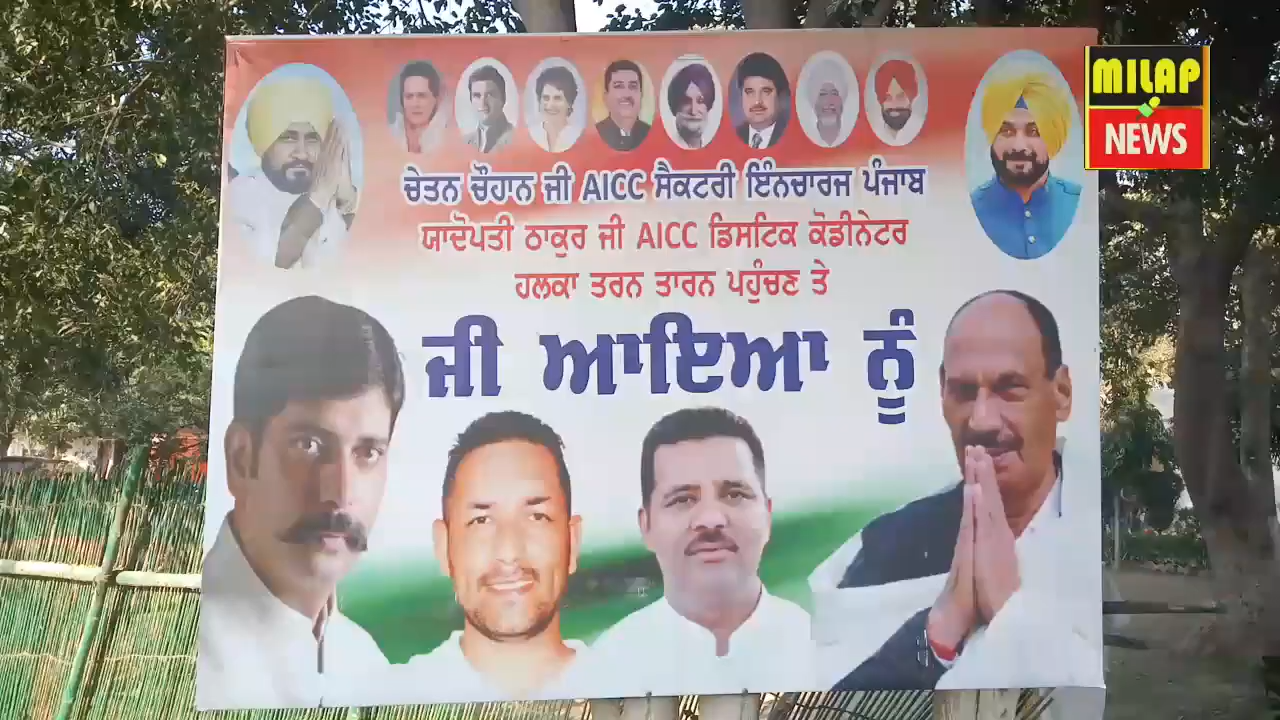 MILAP
NEWS
ਚੇਤਨ ਚੌਹਾਨ ਜੀ AICC ਸੈਕਟਰੀ ਇੰਨਚਾਰਜ ਪੰਜਾਬ
ਯਾਦੋਪਤੀ ਠਾਕੁਰ ਜੀ AICC ਡਿਸਟਿਕ ਕੋਡੀਨੇਟਰ
ਹਲਕਾ ਤਰਨ ਤਾਰਨ ਪਹੁੰਚਣ ਤੇ
ਜੀ ਆਇਆ ਨੂੰ